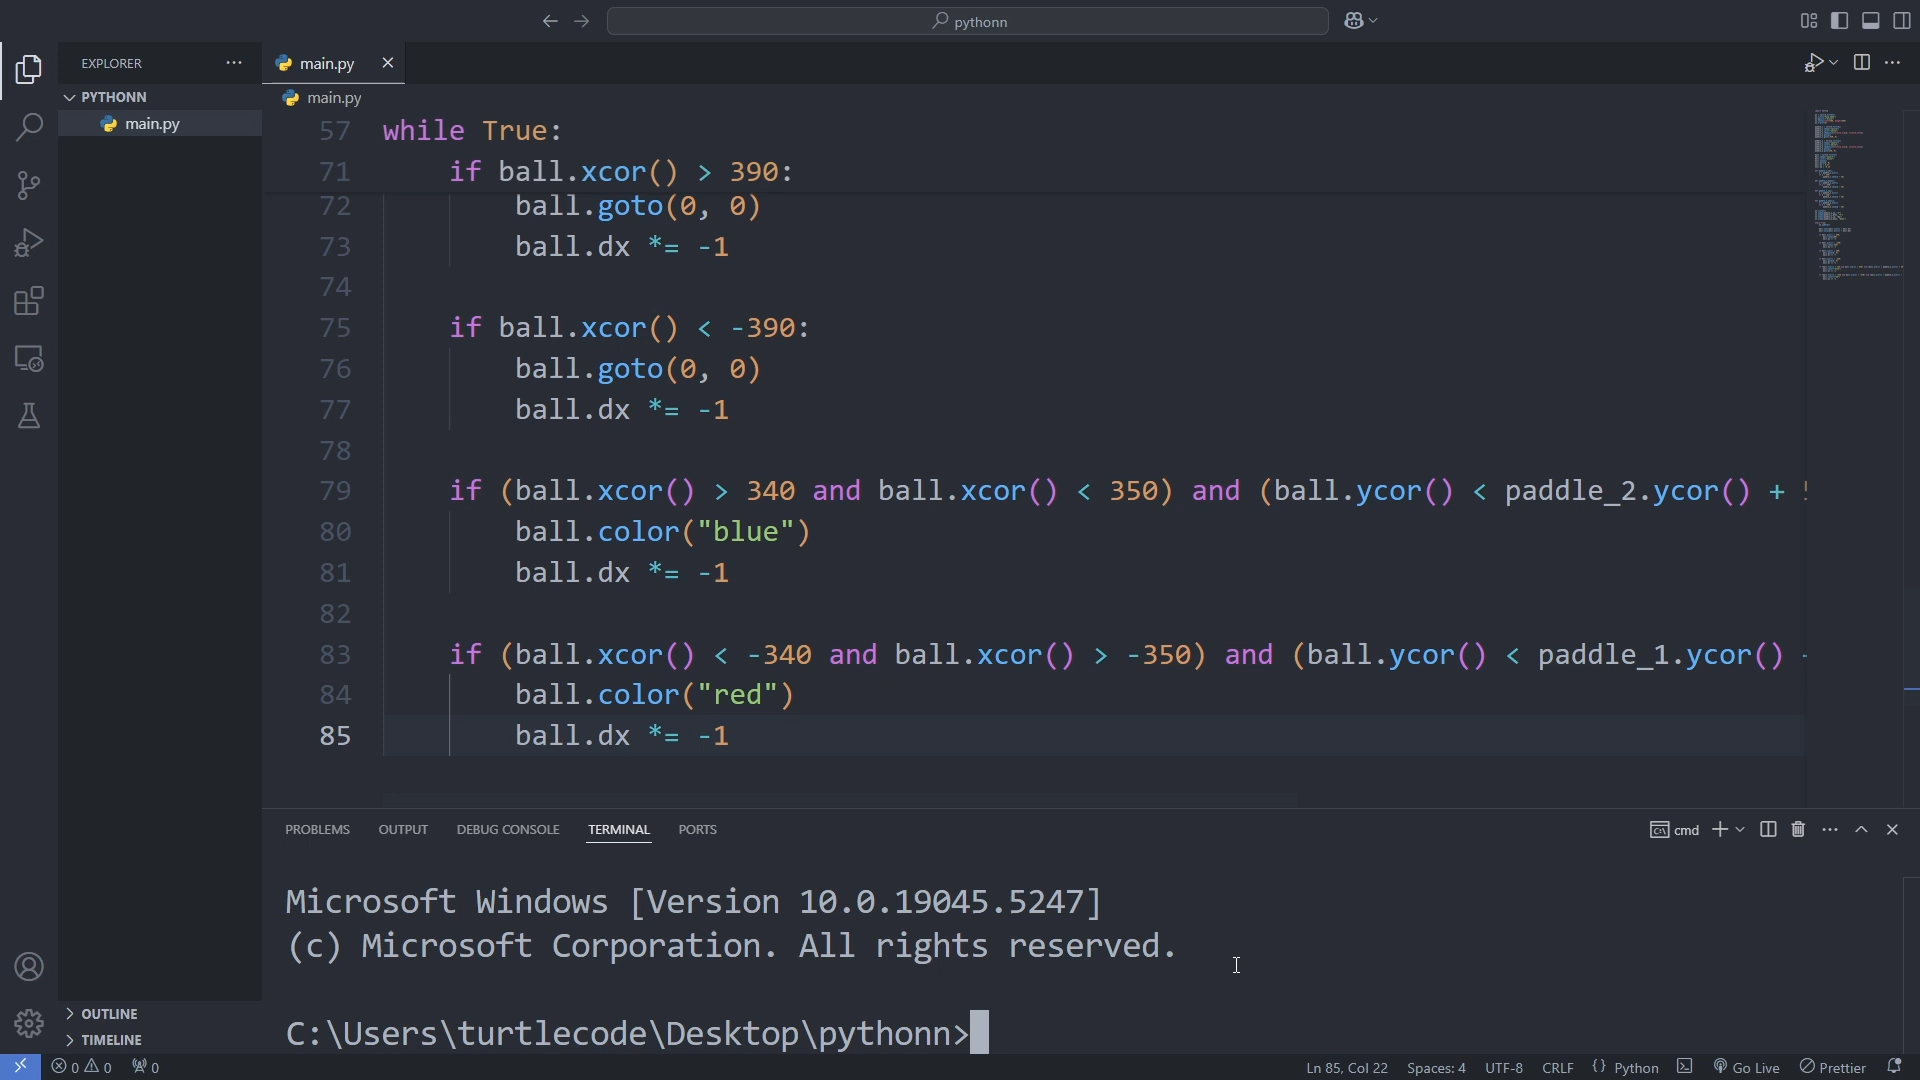 pythonn
EXPLORER
PYTHONN
main.py
OUTLINE
TIMELINE
main.py
main.py
57 while True:
71 if ball.xcor() > 390:
72 ball.goto(0, 0)
73 ball.dx *= -1
74
75 if ball.xcor() < -390:
76 ball.goto(0, 0)
77 ball.dx *= -1
78
79 if (ball.xcor() > 340 and ball.xcor() < 350) and (ball.ycor() < paddle_2.ycor() +
80 ball.color("blue")
81 ball.dx *= -1
82
83 if (ball.xcor() < -340 and ball.xcor() > -350) and (ball.ycor() < paddle_1.ycor()
84 ball.color("red")
85 ball.dx *= -1
PROBLEMS OUTPUT DEBUG CONSOLE TERMINAL PORTS
cmd
Microsoft Windows [Version 10.0.19045.5247]
(c) Microsoft Corporation. All rights reserved.
C:\Users\turtlecode\Desktop\pythonn>
0 0 0 Ln 85, Col 22 Spaces: 4 UTF-8 CRLF {} Python Go Live Prettier